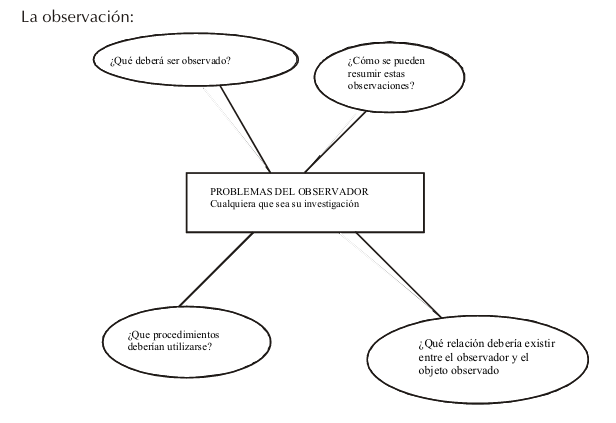 La observación:
¿Qué deberá ser observado?
¿Cómo se pueden
resumir estas
observaciones?
PROBLEMAS DEL OBSERVADOR
Cualquiera que sea su investigación
¿Que procedimientos
deberían utilizarse?
¿Qué relación debería existir
entre el observador y el
objeto observado